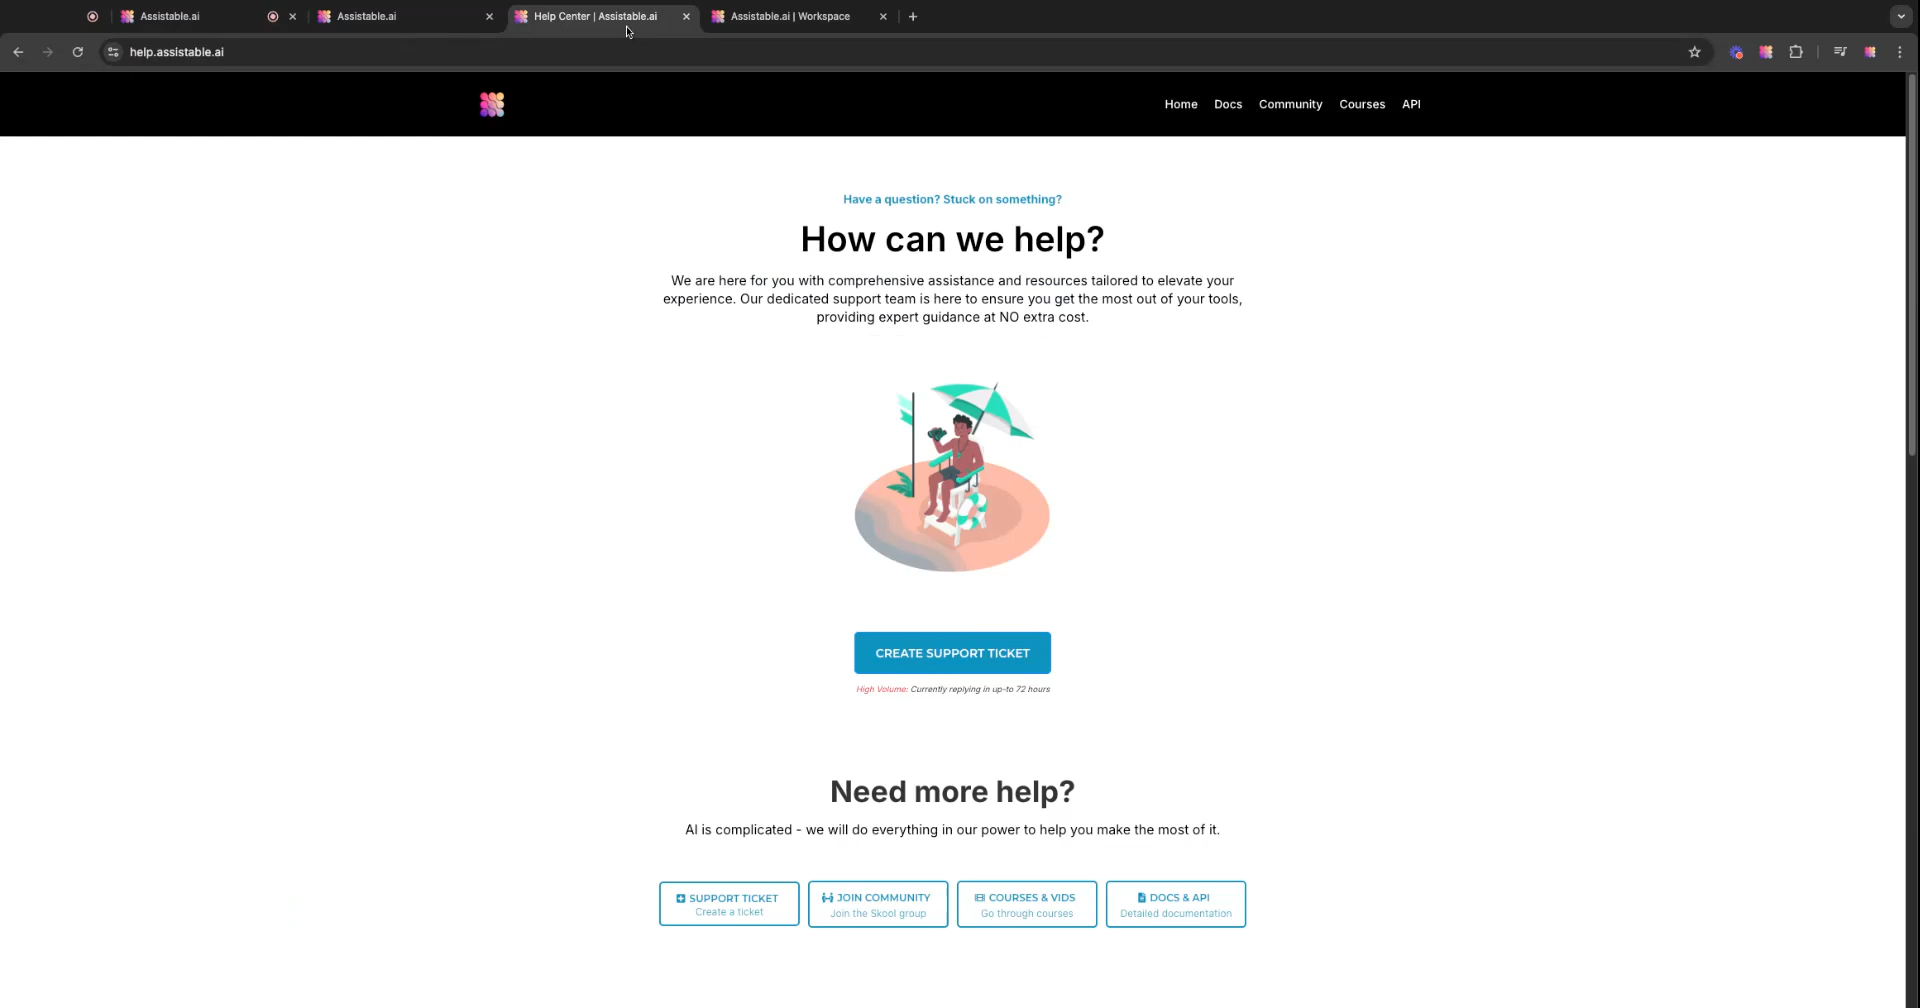 Assistable.ai
Assistable.ai
Help Center | Assistable.ai
Assistable.ai | Workspace
help.assistable.ai
Home
Docs
Community
Courses
API
Have a question? Stuck on something?
How can we help?
We are here for you with comprehensive assistance and resources tailored to elevate your
experience. Our dedicated support team is here to ensure you get the most out of your tools,
providing expert guidance at NO extra cost.
CREATE SUPPORT TICKET
High Volume: Currently replying in up-to 72 hours
Need more help?
AI is complicated - we will do everything in our power to help you make the most of it.
SUPPORT TICKET
Create a ticket
JOIN COMMUNITY
Join the Skool group
COURSES & VIDS
Go through courses
DOCS & API
Detailed documentation